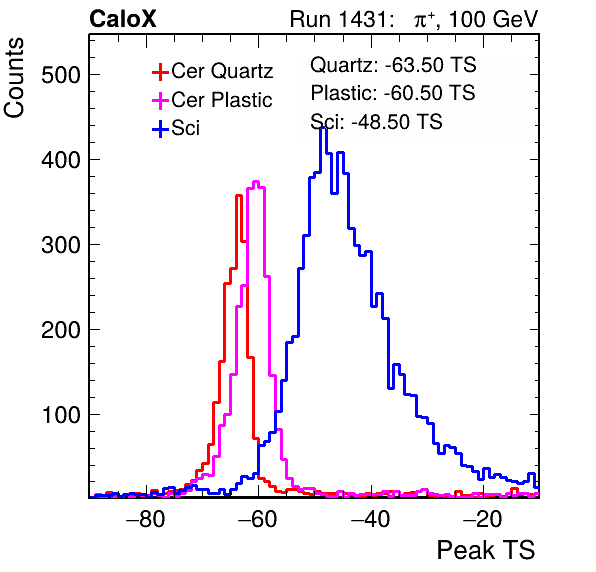 CaloX Run 1431: π⁺, 100 GeV
Counts
Cer Quartz
Cer Plastic
Sci
Quartz: -63.50 TS
Plastic: -60.50 TS
Sci: -48.50 TS
500
400
300
200
100
−80 −60 −40 −20
Peak TS